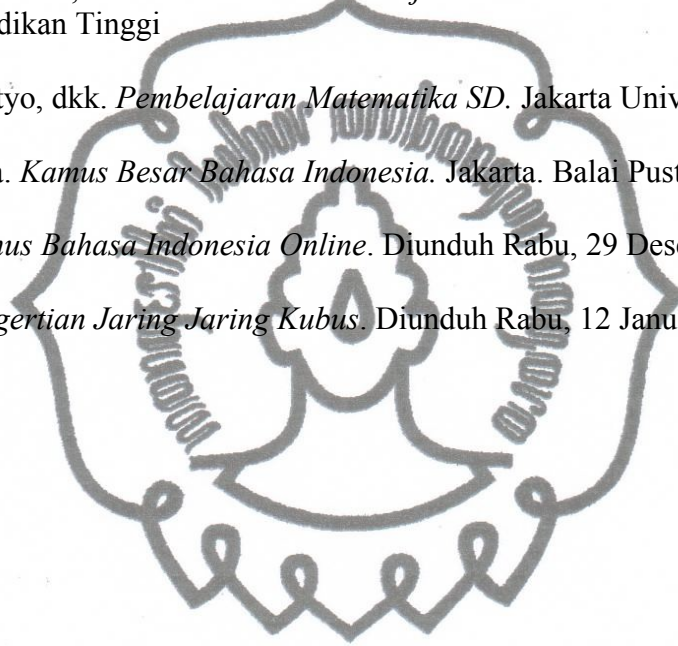 dikan Tinggi
tyo, dkk. Pembelajaran Matematika SD. Jakarta Univ
a. Kamus Besar Bahasa Indonesia. Jakarta. Balai Pust
nus Bahasa Indonesia Online. Diunduh Rabu, 29 Dese
gertian Jaring Jaring Kubus. Diunduh Rabu, 12 Janu